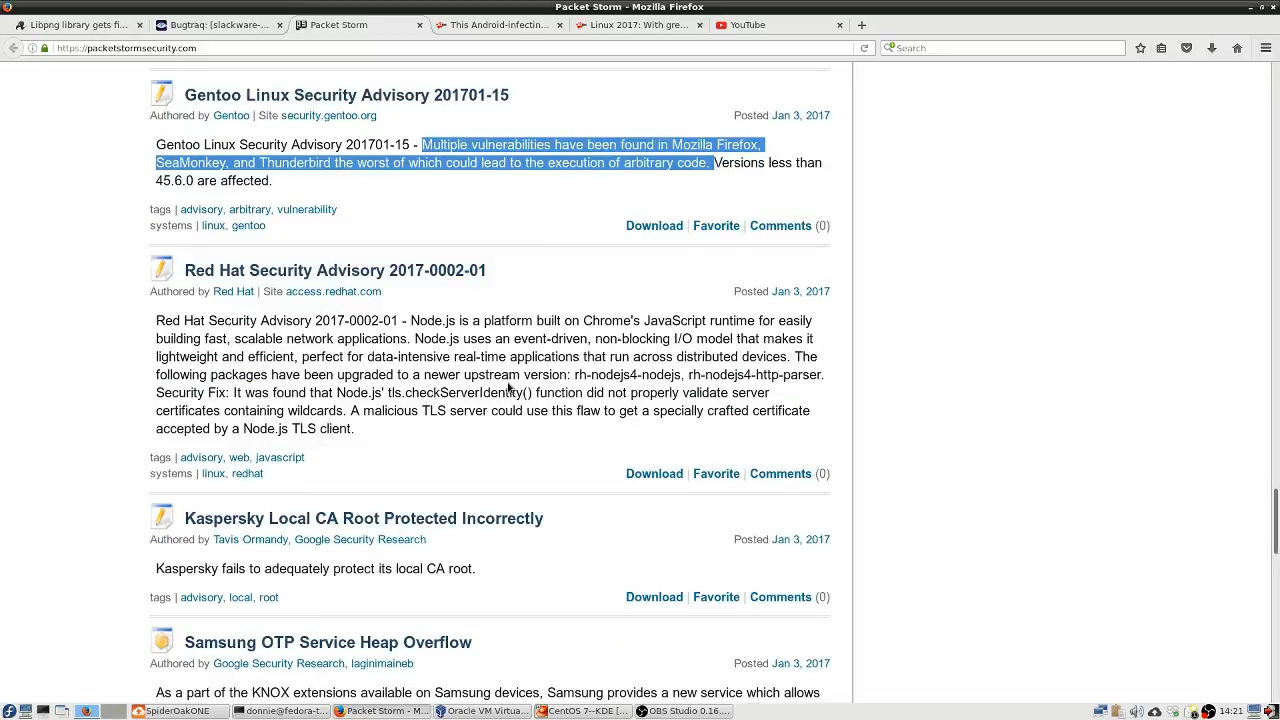 Packet Storm - Mozilla Firefox
Libpng library gets fi...
Bugtraq: [slackware-...
Packet Storm
This Android-infectin...
Linux 2017: With gre...
YouTube
https://packetstormsecurity.com
Search
Gentoo Linux Security Advisory 201701-15
Authored by Gentoo | Site security.gentoo.org
Posted Jan 3, 2017
Gentoo Linux Security Advisory 201701-15 - Multiple vulnerabilities have been found in Mozilla Firefox,
SeaMonkey, and Thunderbird the worst of which could lead to the execution of arbitrary code. Versions less than
45.6.0 are affected.
tags | advisory, arbitrary, vulnerability
systems | linux, gentoo
Download | Favorite | Comments (0)
Red Hat Security Advisory 2017-0002-01
Authored by Red Hat | Site access.redhat.com
Posted Jan 3, 2017
Red Hat Security Advisory 2017-0002-01 - Node.js is a platform built on Chrome's JavaScript runtime for easily
building fast, scalable network applications. Node.js uses an event-driven, non-blocking I/O model that makes it
lightweight and efficient, perfect for data-intensive real-time applications that run across distributed devices. The
following packages have been upgraded to a newer upstream version: rh-nodejs4-nodejs, rh-nodejs4-http-parser.
Security Fix: It was found that Node.js' tls.checkServerIdentity() function did not properly validate server
certificates containing wildcards. A malicious TLS server could use this flaw to get a specially crafted certificate
accepted by a Node.js TLS client.
tags | advisory, web, javascript
systems | linux, redhat
Download | Favorite | Comments (0)
Kaspersky Local CA Root Protected Incorrectly
Authored by Tavis Ormandy, Google Security Research
Posted Jan 3, 2017
Kaspersky fails to adequately protect its local CA root.
tags | advisory, local, root
Download | Favorite | Comments (0)
Samsung OTP Service Heap Overflow
Authored by Google Security Research, laginimaineb
Posted Jan 3, 2017
As a part of the KNOX extensions available on Samsung devices, Samsung provides a new service which allows
SpiderOakONE
donnie@fedora-t...
Packet Storm - M...
Oracle VM Virtua...
CentOS 7--KDE [...
OBS Studio 0.16....
14:21